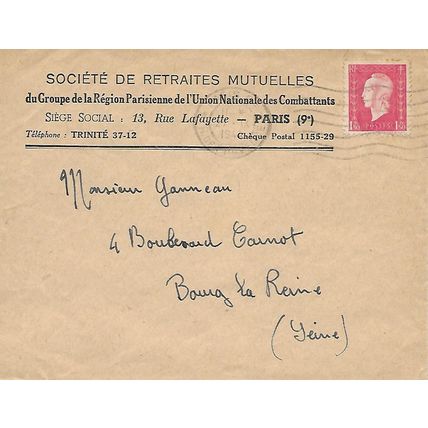 SOCIÉTÉ DE RETRAITES MUTUELLES
du Groupe de la Région Parisienne de l'Union Nationale des Combattants
SIÈGE SOCIAL : 13, Rue Lafayette - PARIS (9e)
Téléphone : TRINITÉ 37-12 Chèque Postal 1155-29
Monsieur Ganneau
4 Boulevard Carnot
Bourg la Reine
(Seine)